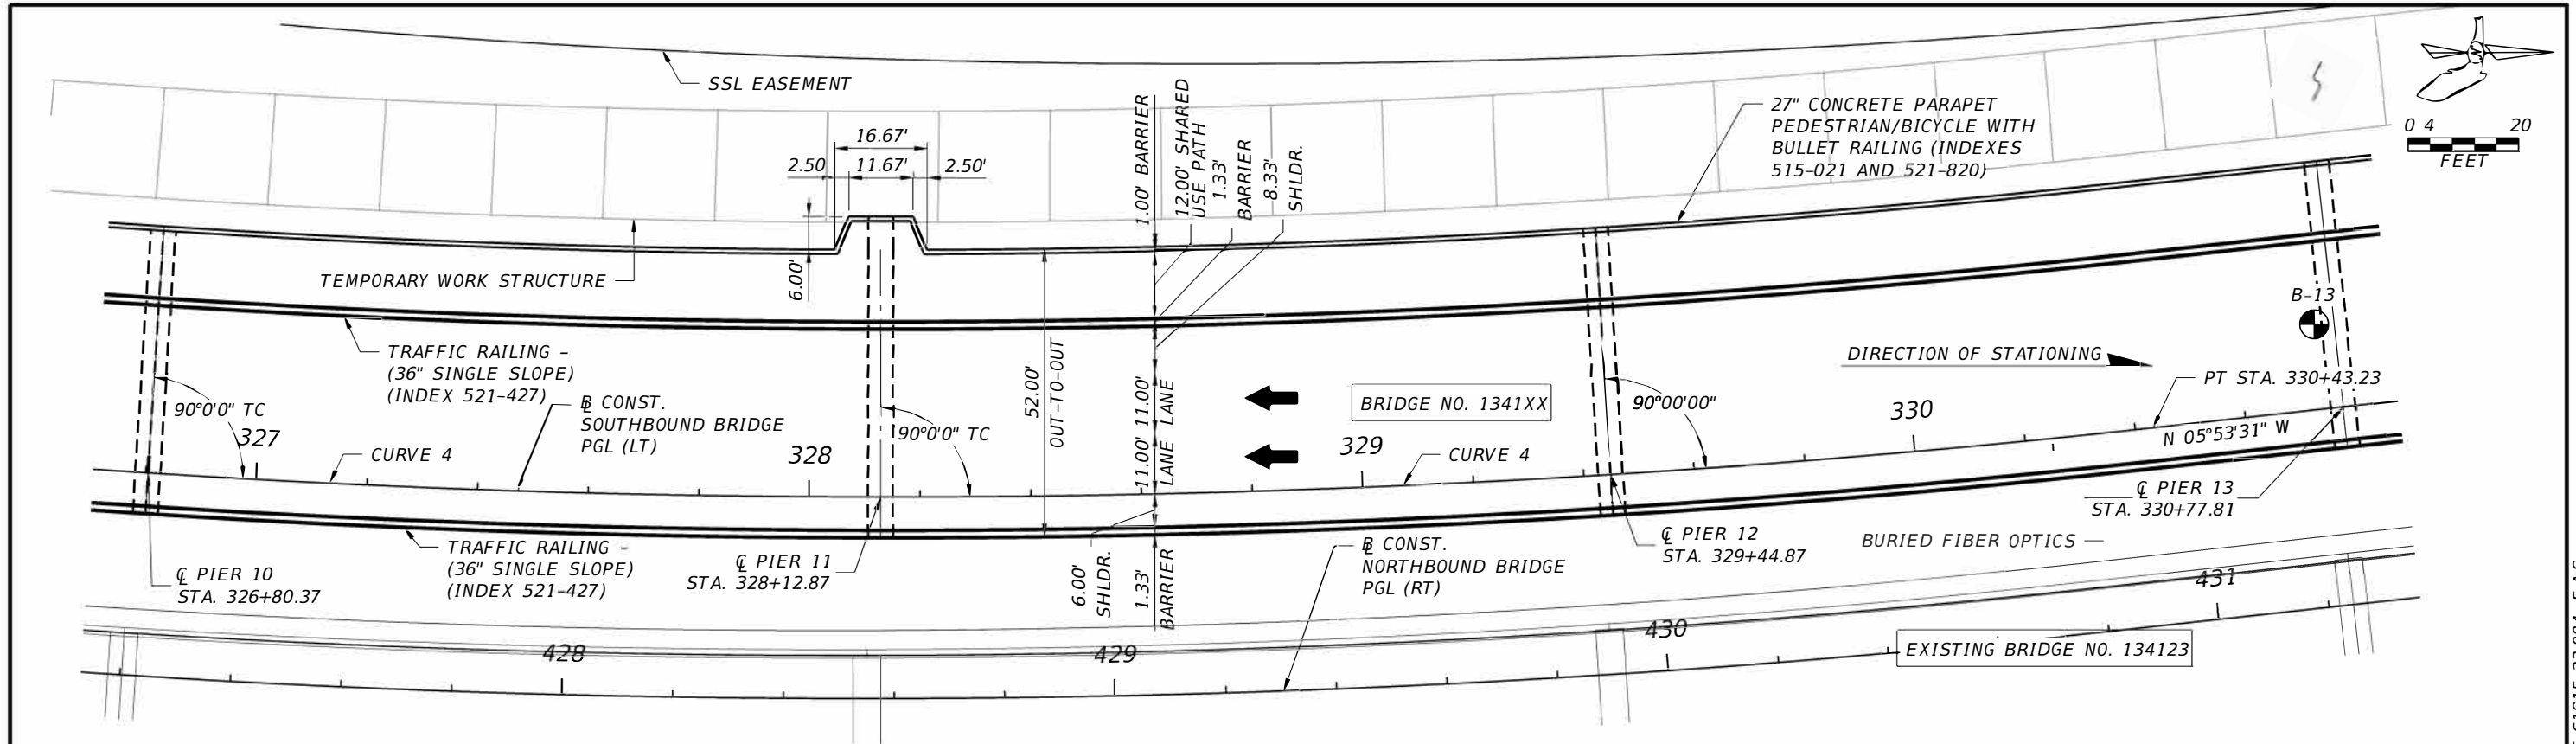 SSL EASEMENT
16.67'
2.50
11.67'
2.50'
6.00'
1.00' BARRIER
12.00' SHARED
USE PATH
1.33'
BARRIER
8.33'
SHLDR.
27" CONCRETE PARAPET
PEDESTRIAN/BICYCLE WITH
BULLET RAILING (INDEXES
515-021 AND 521-820)
N
0 4 20
FEET
TEMPORARY WORK STRUCTURE
TRAFFIC RAILING -
(36" SINGLE SLOPE)
(INDEX 521-427)
90°0'0" TC
327
CURVE 4
BL CONST.
SOUTHBOUND BRIDGE
PGL (LT)
328
90°0'0" TC
52.00'
OUT-TO-OUT
11.00' LANE
11.00' LANE
BRIDGE NO. 1341XX
329
CURVE 4
90°00'00"
B-13
DIRECTION OF STATIONING
PT STA. 330+43.23
330
N 05°53'31" W
CL PIER 10
STA. 326+80.37
TRAFFIC RAILING -
(36" SINGLE SLOPE)
(INDEX 521-427)
CL PIER 11
STA. 328+12.87
6.00'
SHLDR.
1.33'
BARRIER
BL CONST.
NORTHBOUND BRIDGE
PGL (RT)
CL PIER 12
STA. 329+44.87
CL PIER 13
STA. 330+77.81
BURIED FIBER OPTICS
428
429
430
431
EXISTING BRIDGE NO. 134123